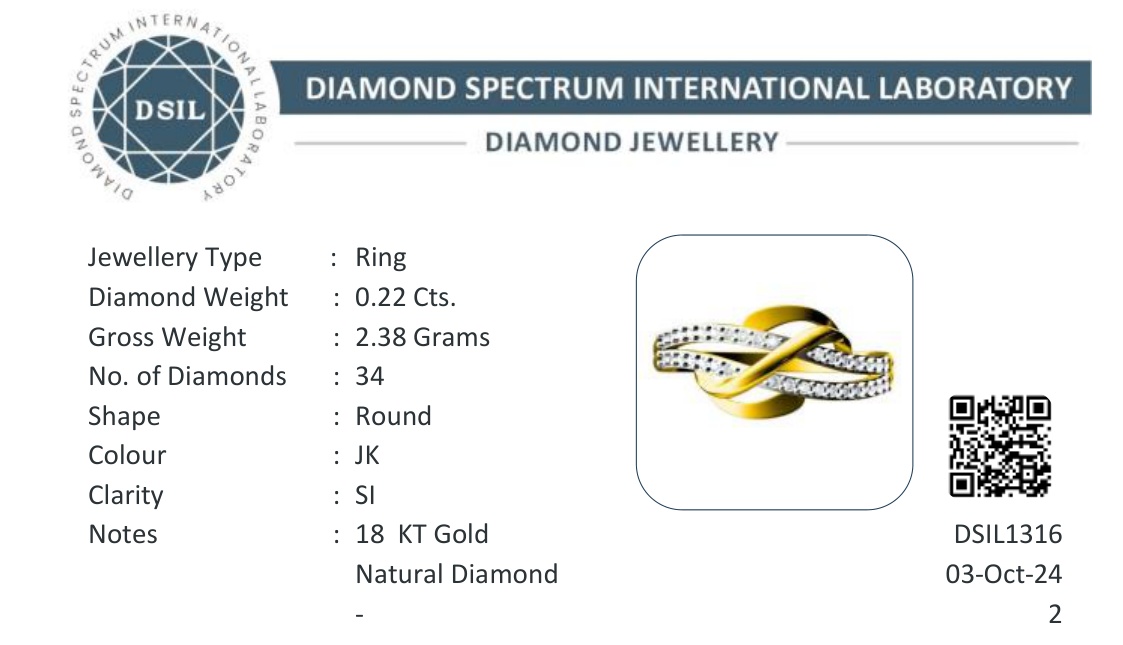 DIAMOND SPECTRUM INTERNATIONAL LABORATORY
DSIL
DIAMOND SPECTRUM INTERNATIONAL LABORATORY
DIAMOND JEWELLERY
Jewellery Type : Ring
Diamond Weight : 0.22 Cts.
Gross Weight : 2.38 Grams
No. of Diamonds : 34
Shape : Round
Colour : JK
Clarity : SI
Notes : 18 KT Gold
Natural Diamond
-
DSIL1316
03-Oct-24
2